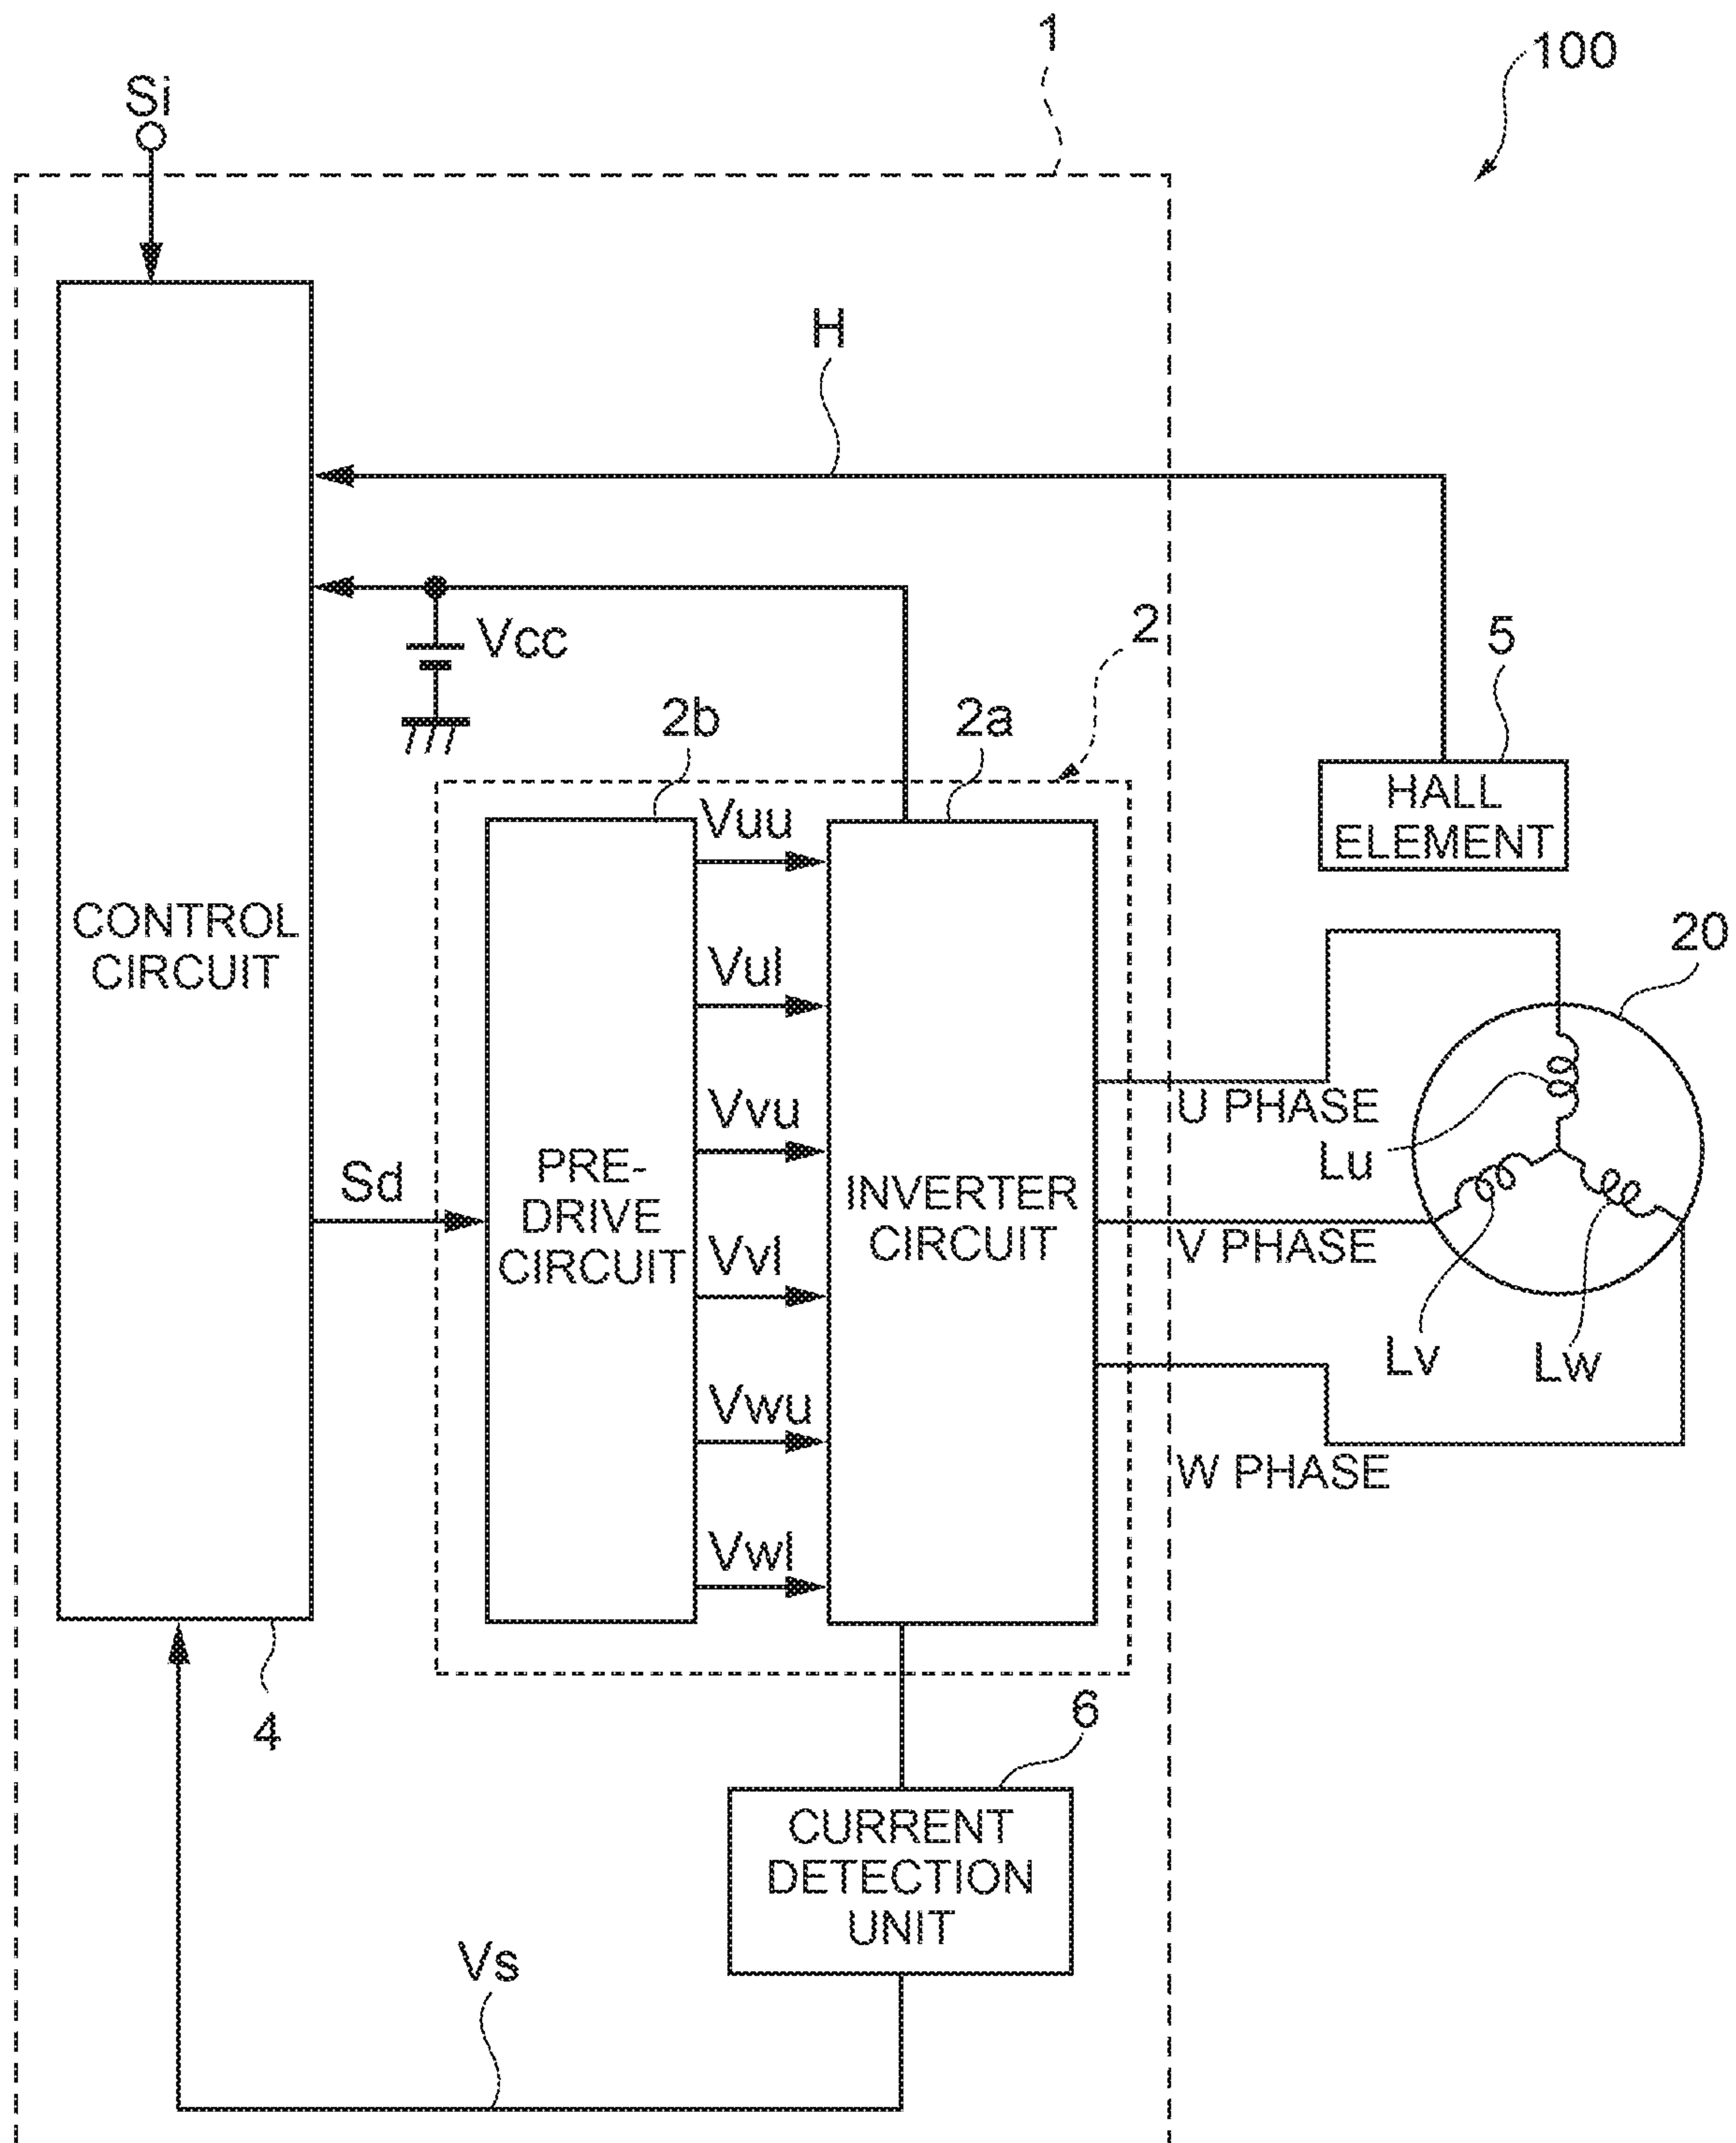 1
100
Si
H
Vcc
2
5
2b
2a
HALL
ELEMENT
Vuu
20
CONTROL
CIRCUIT
Vul
Vvu
U PHASE
Lu
Sd
PRE-
DRIVE
CIRCUIT
INVERTER
CIRCUIT
V PHASE
Vvl
Lv
Lw
Vwu
W PHASE
Vwl
4
6
CURRENT
DETECTION
UNIT
Vs